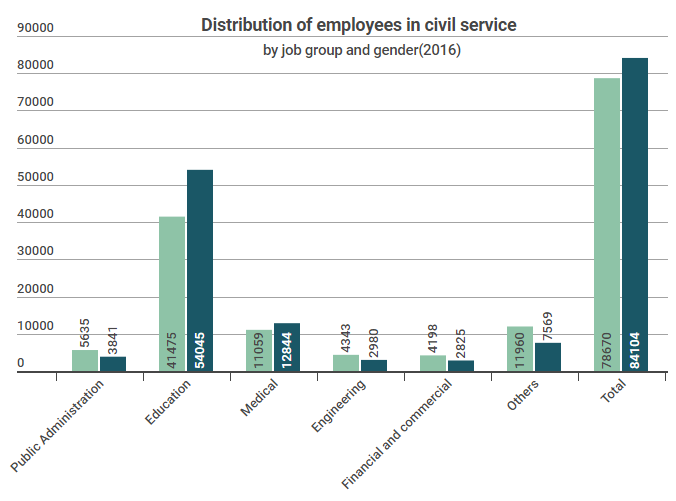 Distribution of employees in civil service
by job group and gender(2016)
90000
80000
70000
60000
50000
40000
30000
20000
10000
0
5635
3841
41475
54045
11059
12844
4343
2980
4198
2825
11960
7569
78670
84104
Public Administration
Education
Medical
Engineering
Financial and commercial
Others
Total